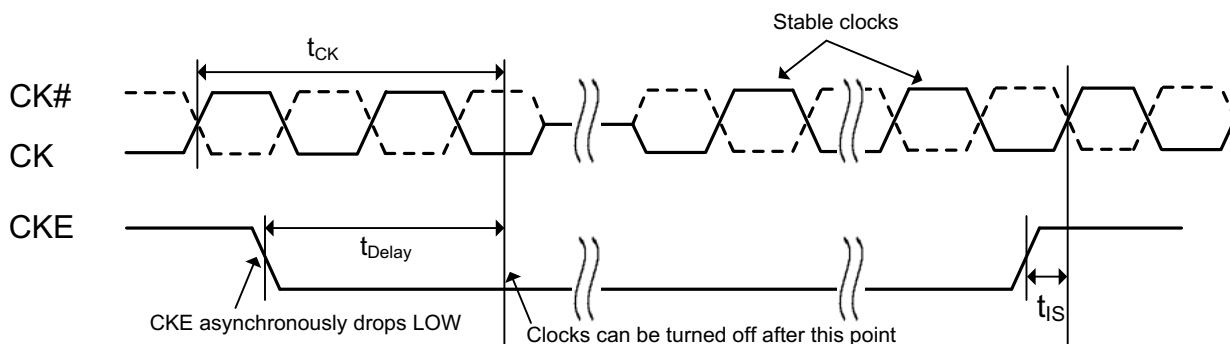 Stable clocks
tCK
CK#
CK
CKE
tDelay
tIS
CKE asynchronously drops LOW
Clocks can be turned off after this point